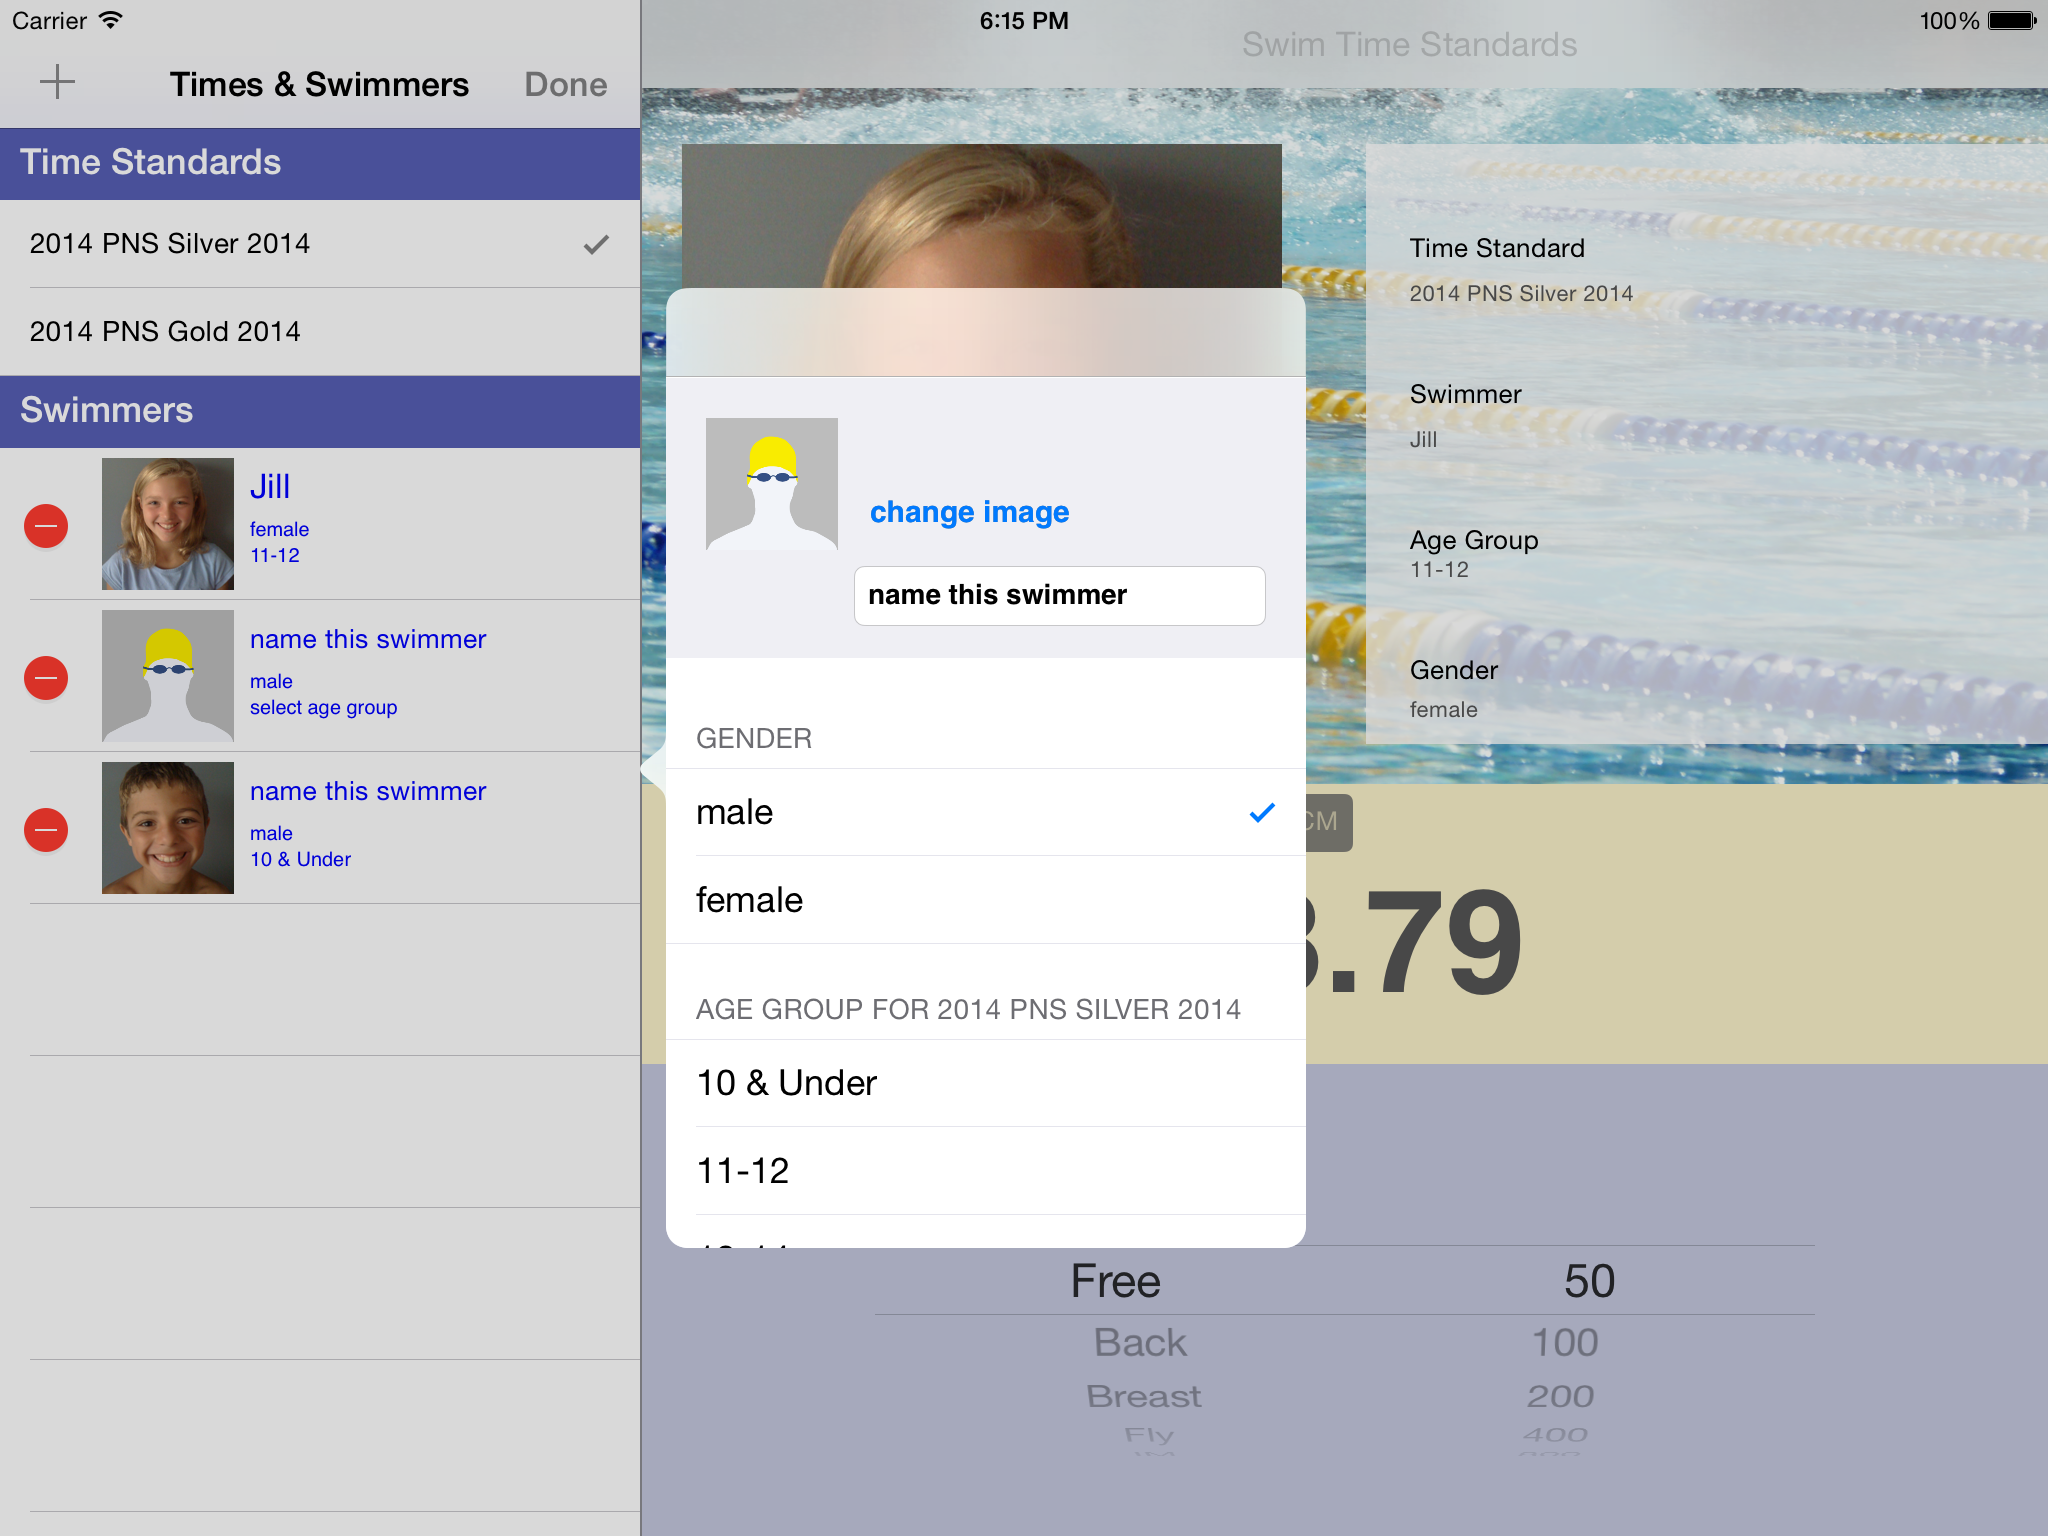 Carrier
6:15 PM
100%
Times & Swimmers
Done
Swim Time Standards
Time Standards
2014 PNS Silver 2014
2014 PNS Gold 2014
Swimmers
Jill
female
11-12
name this swimmer
male
select age group
name this swimmer
male
10 & Under
change image
name this swimmer
GENDER
male
female
AGE GROUP FOR 2014 PNS SILVER 2014
10 & Under
11-12
Time Standard
2014 PNS Silver 2014
Swimmer
Jill
Age Group
11-12
Gender
female
CM
.79
Free 50
Back 100
Breast 200
Fly 400